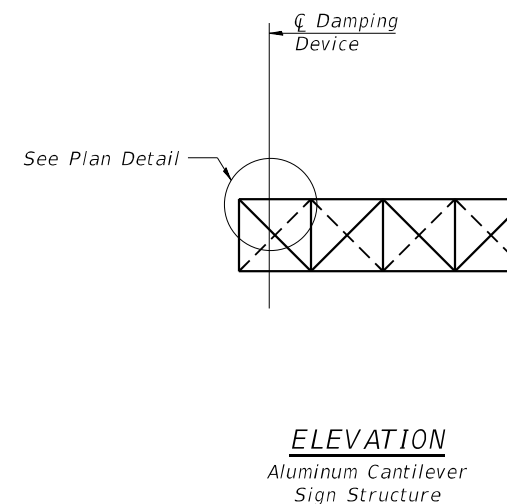 ℄ Damping
Device
See Plan Detail
ELEVATION
Aluminum Cantilever
Sign Structure